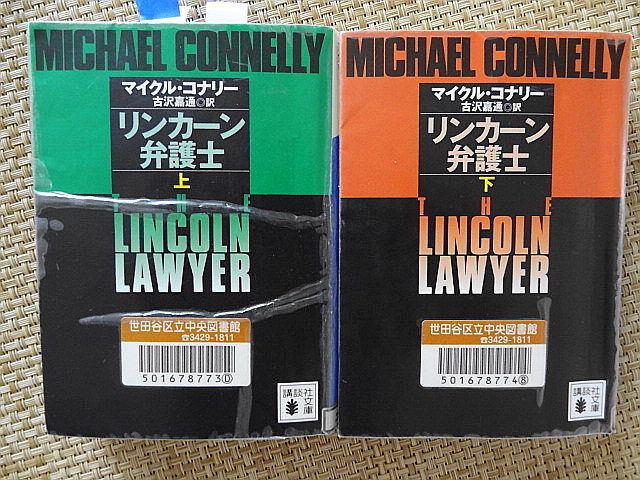 MICHAEL CONNELLY
マイクル・コナリー
古沢嘉通◎訳
リンカーン
弁護士
上
THE
LINCOLN
LAWYER
世田谷区立中央図書館
☎3429-1811
501678773Ⓓ
講談社
文庫
MICHAEL CONNELLY
マイクル・コナリー
古沢嘉通◎訳
リンカーン
弁護士
下
THE
LINCOLN
LAWYER
世田谷区立中央図書館
☎3429-1811
501678774⑧
講談社
文庫